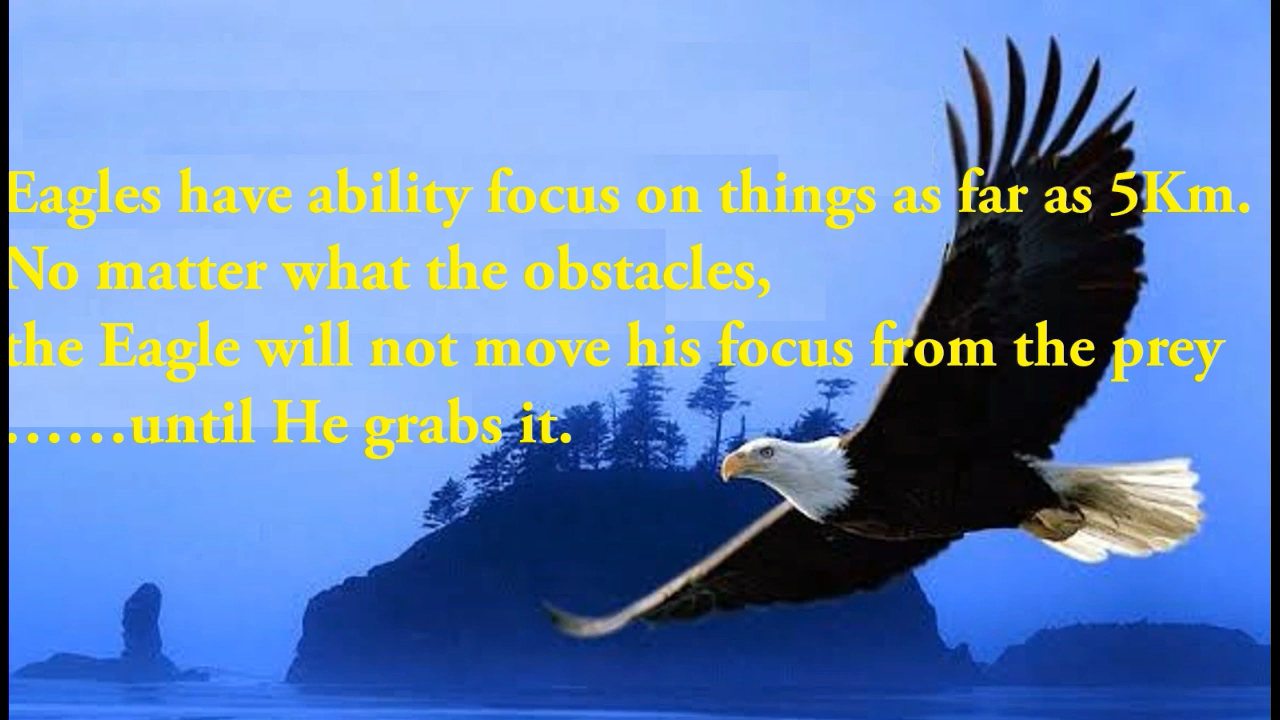 Eagles have ability focus on things as far as 5Km.
No matter what the obstacles,
the Eagle will not move his focus from the prey
......until He grabs it.